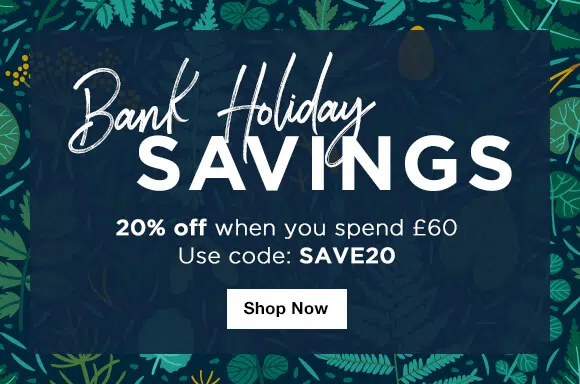 Bank Holiday
SAVINGS
20% off when you spend £60
Use code: SAVE20
Shop Now